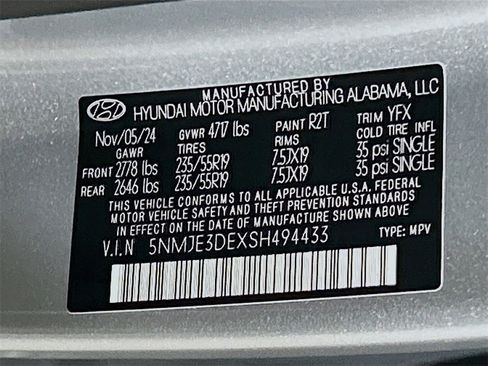 MANUFACTURED BY
HYUNDAI MOTOR MANUFACTURING ALABAMA, LLC
Nov/05/24 GVWR 4717 lbs PAINT R2T TRIM YFX
GAWR TIRES RIMS COLD TIRE INFL
FRONT 2778 lbs 235/55R19 7.5JX19 35 psi SINGLE
REAR 2646 lbs 235/55R19 7.5JX19 35 psi SINGLE
THIS VEHICLE CONFORMS TO ALL APPLICABLE U.S.A. FEDERAL
MOTOR VEHICLE SAFETY AND THEFT PREVENTION STANDARDS IN EFFECT
ON THE DATE OF MANUFACTURE SHOWN ABOVE.
V.I.N 5NMJE3DEXSH494433 TYPE: MPV